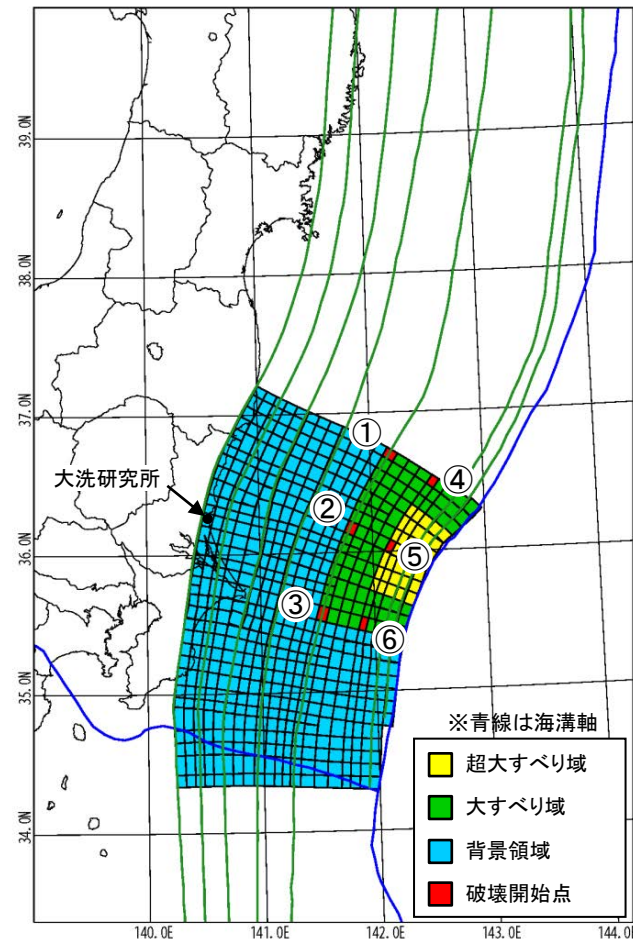 39.0N
38.0N
37.0N
①
④
大洗研究所
②
36.0N
⑤
③
⑥
35.0N
※青線は海溝軸
超大すべり域
大すべり域
34.0N
背景領域
破壊開始点
140.0E 141.0E 142.0E 143.0E 144.0E